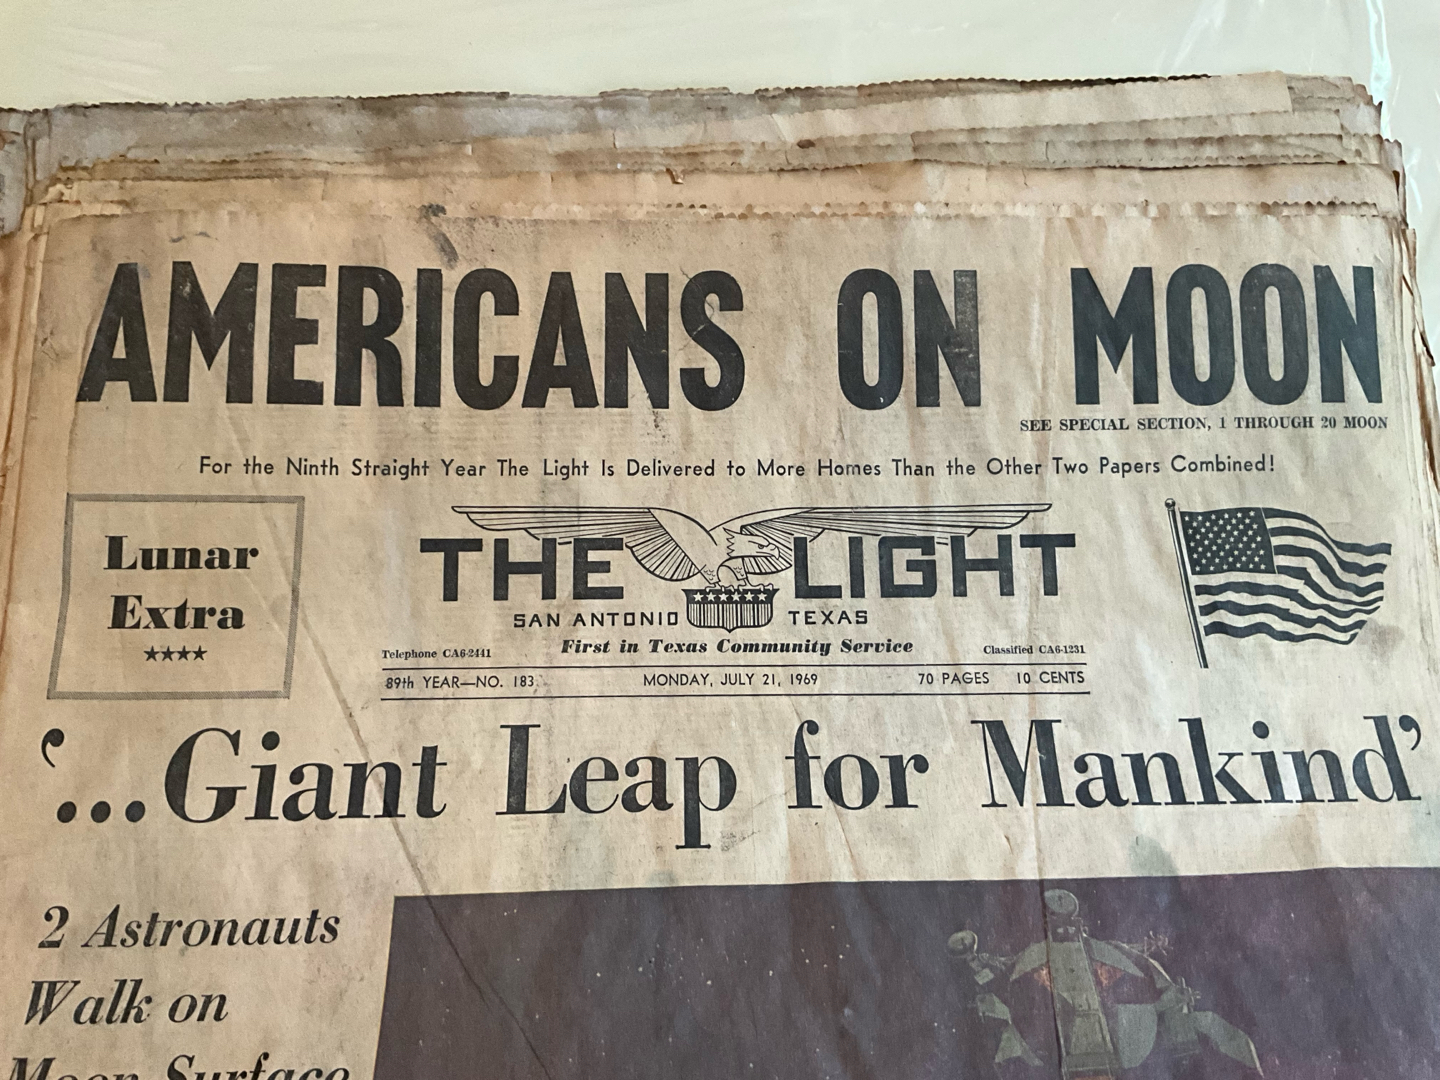 AMERICANS ON MOON
SEE SPECIAL SECTION, 1 THROUGH 20 MOON
For the Ninth Straight Year The Light Is Delivered to More Homes Than the Other Two Papers Combined!
Lunar
Extra
★★★★
THE LIGHT
SAN ANTONIO TEXAS
First in Texas Community Service
Telephone CA6-2441
Classified CA6-1231
89th YEAR—NO. 183
MONDAY, JULY 21, 1969
70 PAGES 10 CENTS
‘...Giant Leap for Mankind’
2 Astronauts
Walk on
Moon Surface